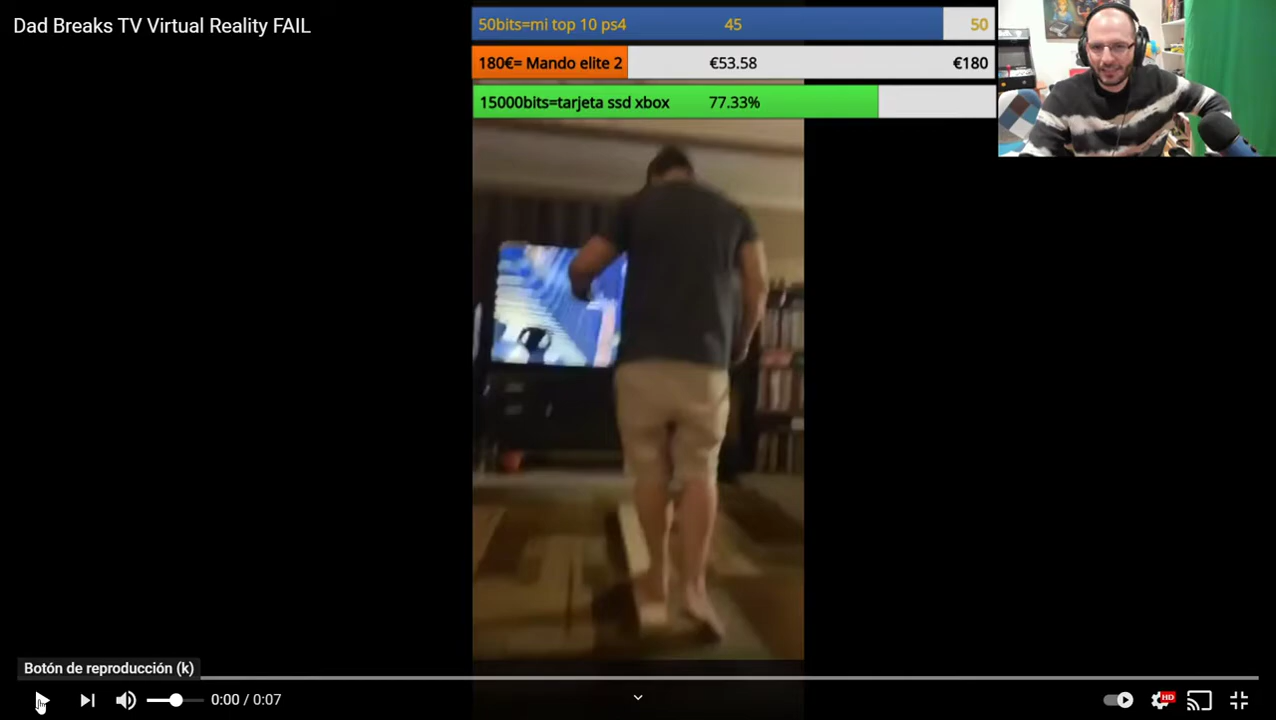 Dad Breaks TV Virtual Reality FAIL
50bits=mi top 10 ps4 45 50
180€= Mando elite 2 €53.58 €180
15000bits=tarjeta ssd xbox 77.33%
Botón de reproducción (k)
0:00 / 0:07
HD